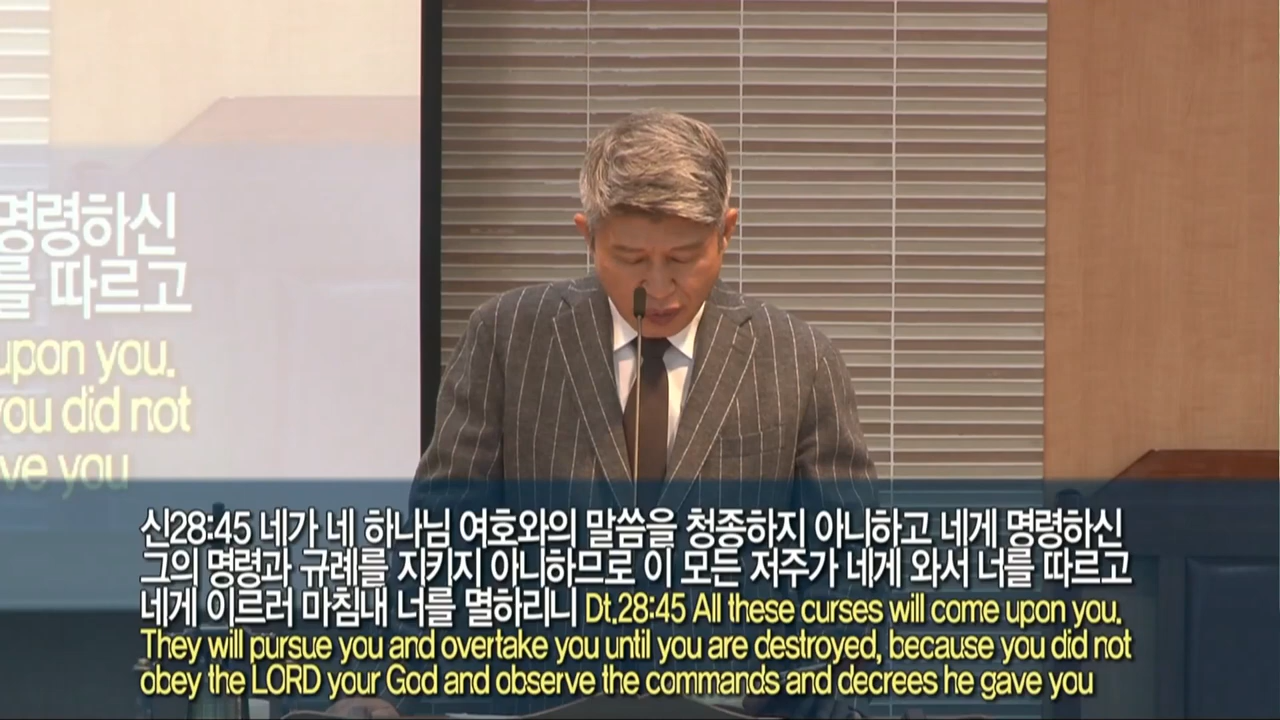 명령하신
를 따르고
upon you.
you did not
ve you
신28:45 네가 네 하나님 여호와의 말씀을 청종하지 아니하고 네게 명령하신
그의 명령과 규례를 지키지 아니하므로 이 모든 저주가 네게 와서 너를 따르고
네게 이르러 마침내 너를 멸하리니 Dt.28:45 All these curses will come upon you.
They will pursue you and overtake you until you are destroyed, because you did not
obey the LORD your God and observe the commands and decrees he gave you